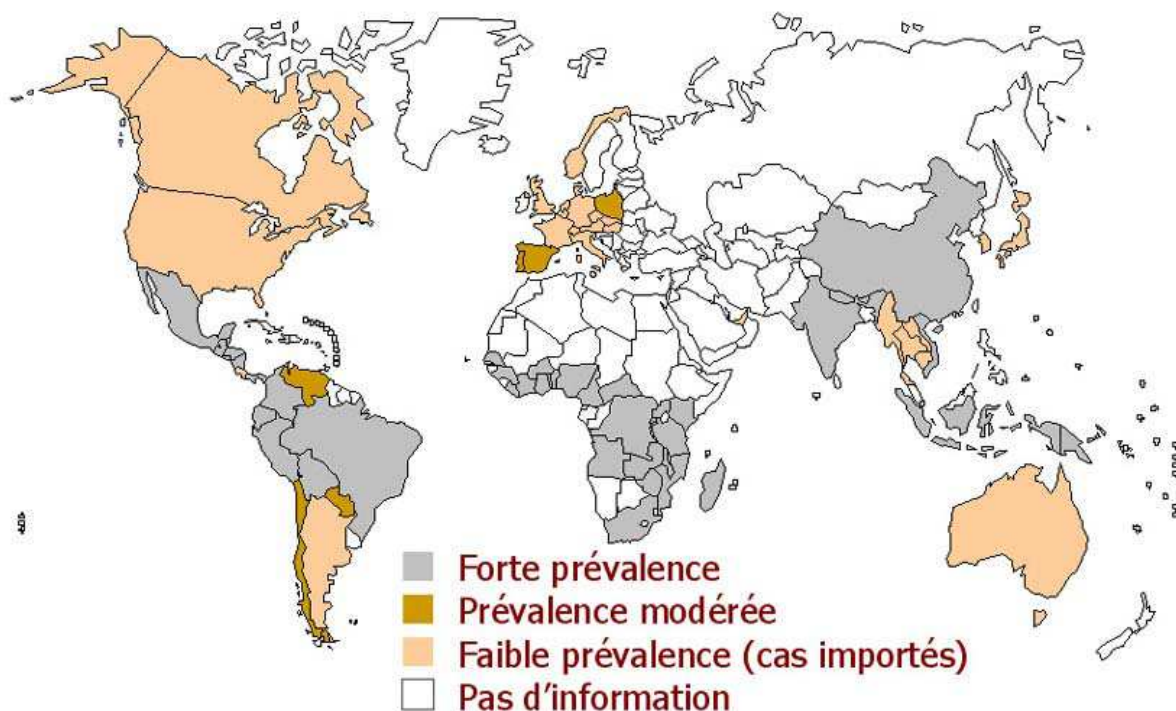 Forte prévalence
Prévalence modérée
Faible prévalence (cas importés)
Pas d'information